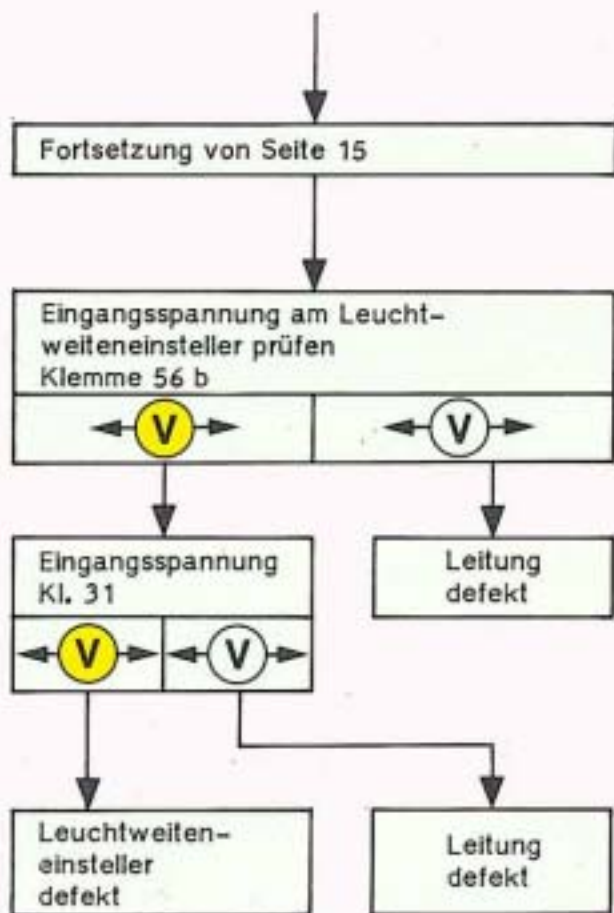 Fortsetzung von Seite 15
Eingangsspannung am Leucht-
weiteneinsteller prüfen
Klemme 56 b
V
V
Eingangsspannung
Kl. 31
Leitung
defekt
V
V
Leuchtweiten-
einsteller
defekt
Leitung
defekt